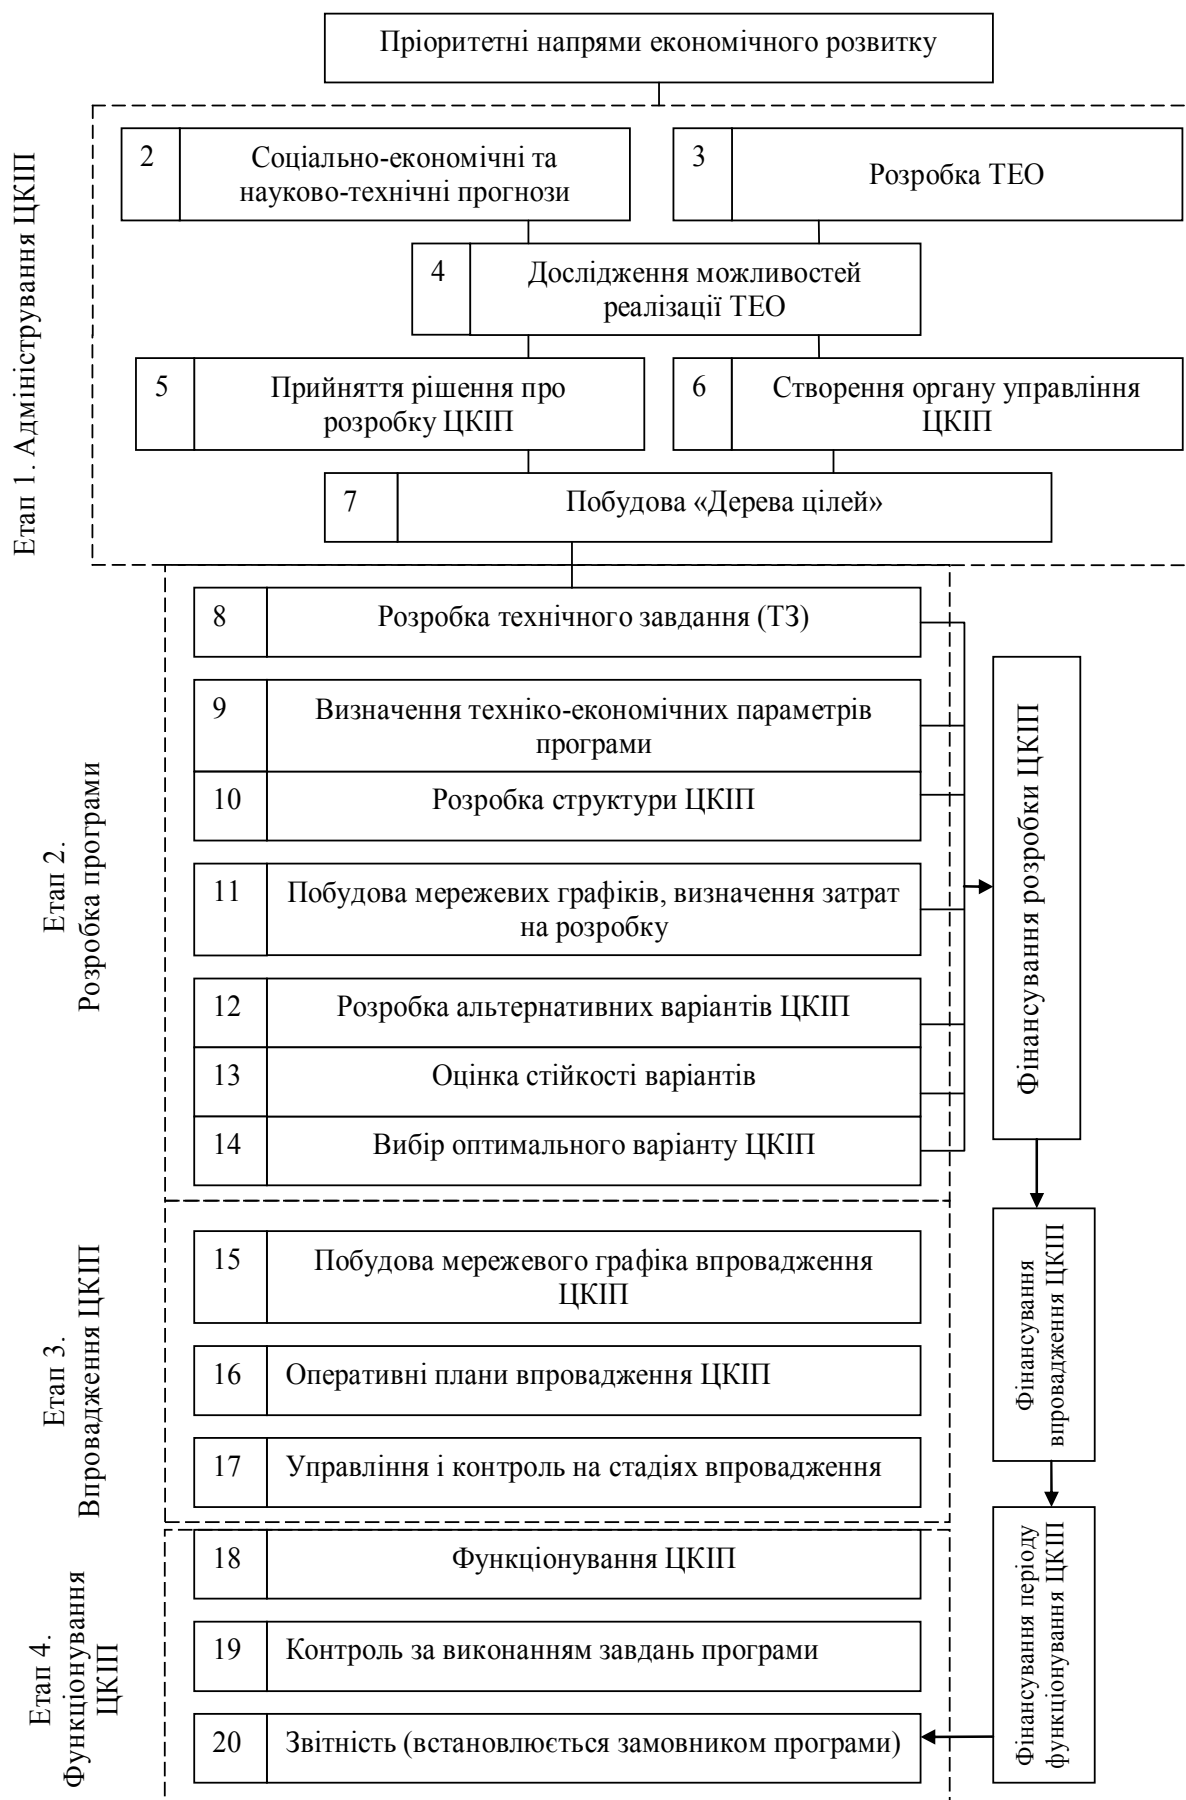 Пріоритетні напрями економічного розвитку
Етап 1. Адміністрування ЦКІП
2
Соціально-економічні та
науково-технічні прогнози
3
Розробка ТЕО
4
Дослідження можливостей
реалізації ТЕО
5
Прийняття рішення про
розробку ЦКІП
6
Створення органу управління
ЦКІП
7
Побудова «Дерева цілей»
Етап 2.
Розробка програми
8
Розробка технічного завдання (ТЗ)
9
Визначення техніко-економічних параметрів
програми
10
Розробка структури ЦКІП
11
Побудова мережевих графіків, визначення затрат
на розробку
12
Розробка альтернативних варіантів ЦКІП
13
Оцінка стійкості варіантів
14
Вибір оптимального варіанту ЦКІП
Фінансування розробки ЦКІП
Етап 3.
Впровадження ЦКІП
15
Побудова мережевого графіка впровадження
ЦКІП
16
Оперативні плани впровадження ЦКІП
17
Управління і контроль на стадіях впровадження
Фінансування
впровадження ЦКІП
Етап 4.
Функціонування
ЦКІП
18
Функціонування ЦКІП
19
Контроль за виконанням завдань програми
20
Звітність (встановлюється замовником програми)
Фінансування періоду
функціонування ЦКІП